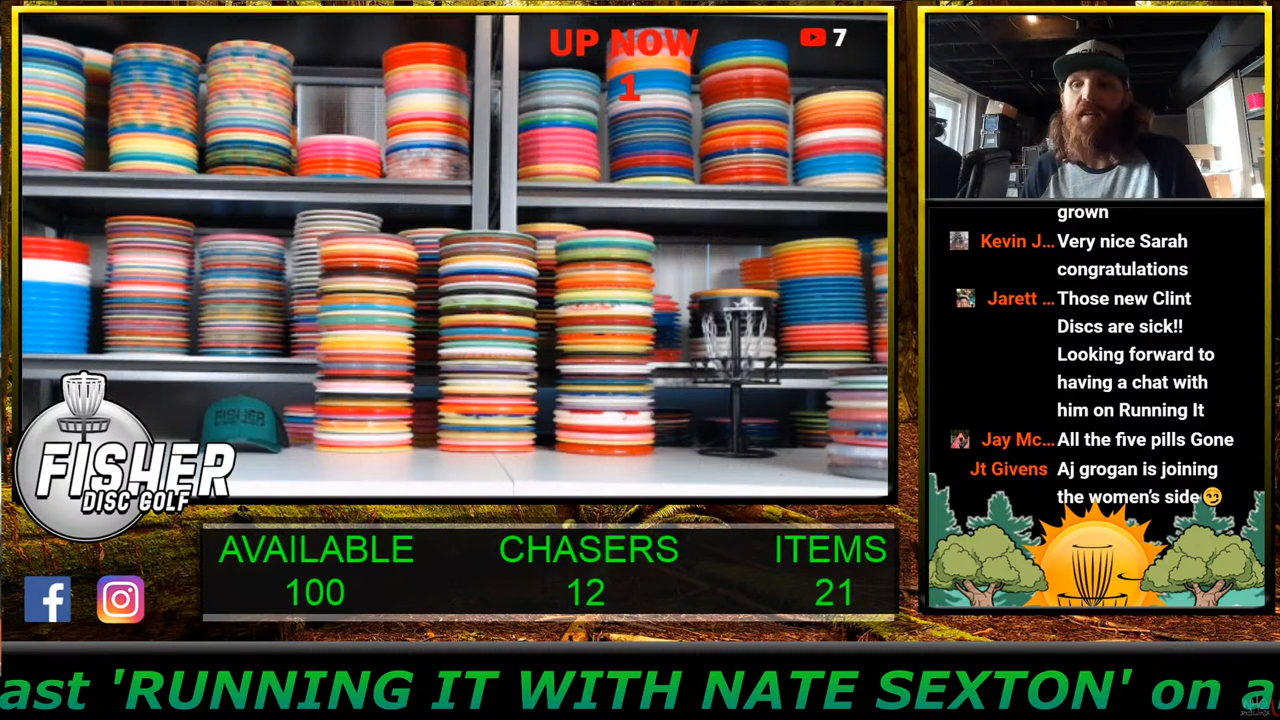 UP NOW
1
7
grown
Kevin J... Very nice Sarah
congratulations
Jarett ... Those new Clint
Discs are sick!!
Looking forward to
having a chat with
him on Running It
Jay Mc... All the five pills Gone
Jt Givens Aj grogan is joining
the women's side😏
FISHER
FISHER
DISC GOLF
AVAILABLE CHASERS ITEMS
100 12 21
ast 'RUNNING IT WITH NATE SEXTON' on a